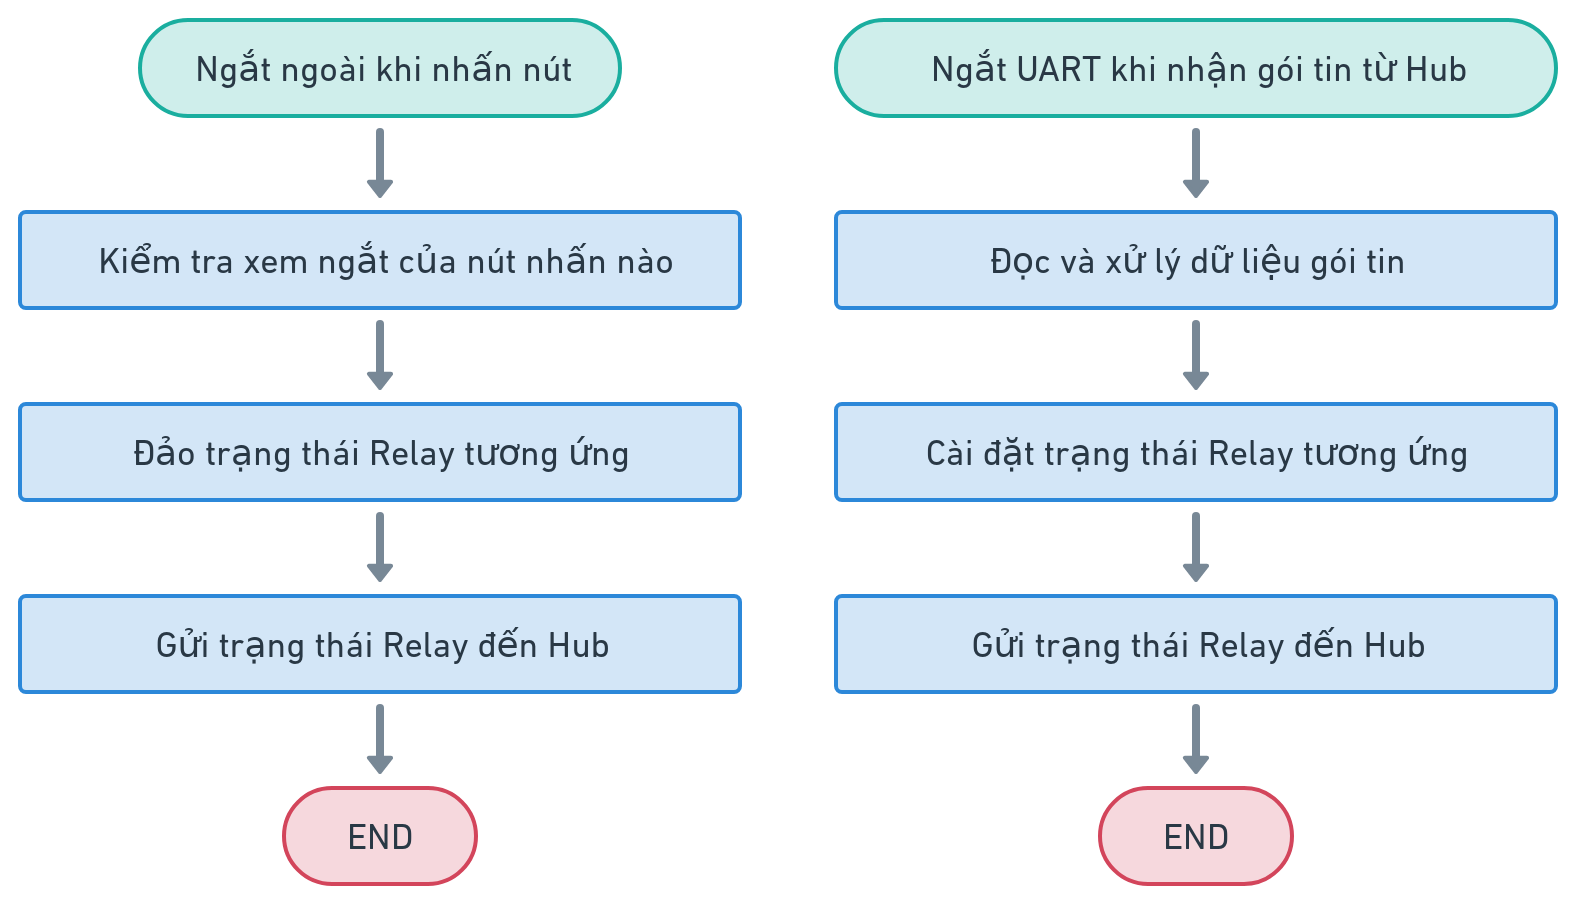 Ngắt ngoài khi nhấn nút
Kiểm tra xem ngắt của nút nhấn nào
Đảo trạng thái Relay tương ứng
Gửi trạng thái Relay đến Hub
END
Ngắt UART khi nhận gói tin từ Hub
Đọc và xử lý dữ liệu gói tin
Cài đặt trạng thái Relay tương ứng
Gửi trạng thái Relay đến Hub
END